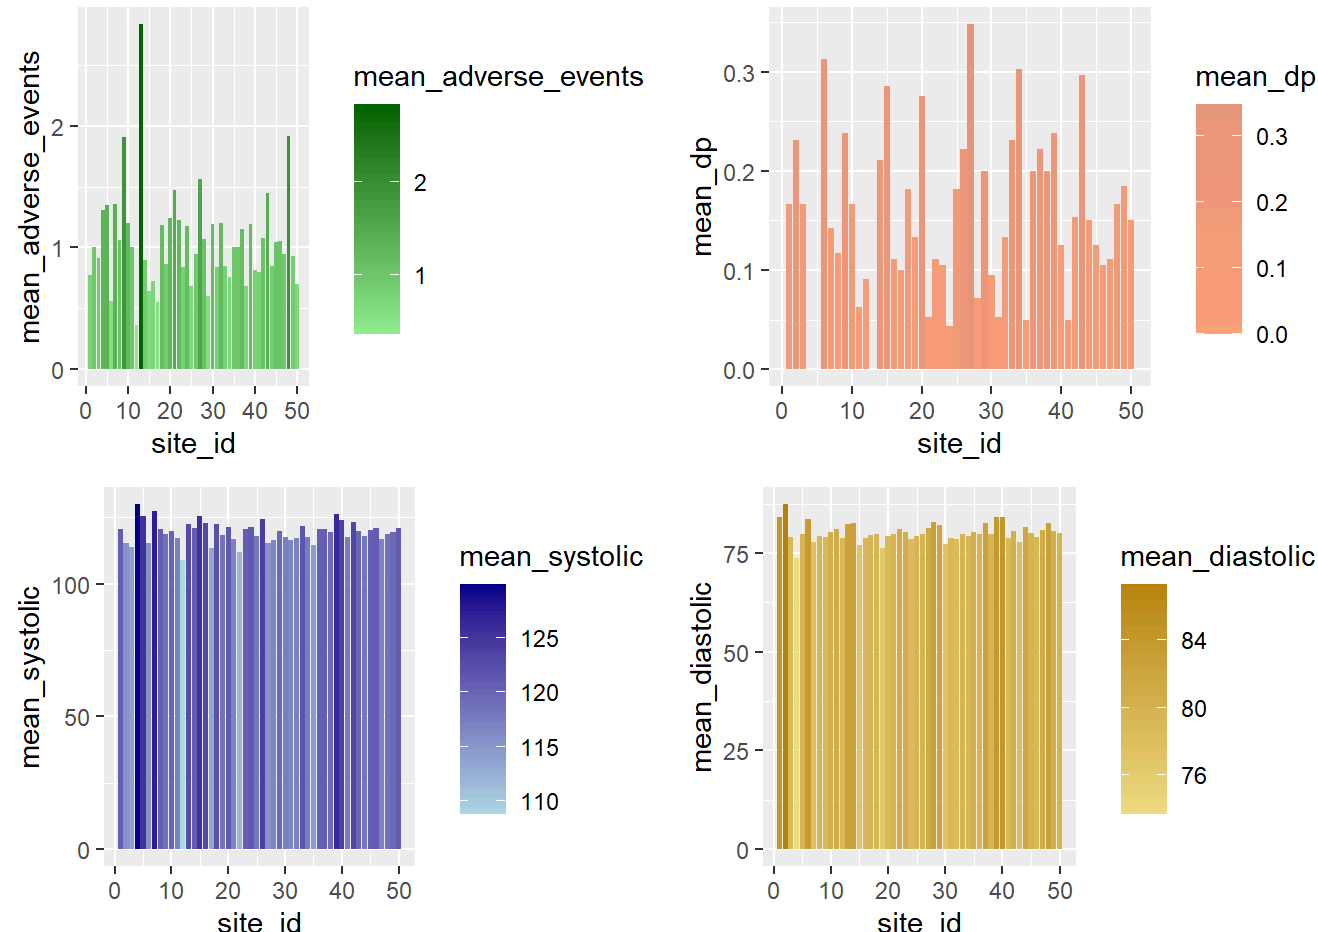 mean_adverse_events
2
1
0
0 10 20 30 40 50
site_id
mean_adverse_events
2
1
mean_dp
0.3
0.2
0.1
0.0
0 10 20 30 40 50
site_id
mean_dp
0.3
0.2
0.1
0.0
mean_systolic
100
50
0
0 10 20 30 40 50
site_id
mean_systolic
125
120
115
110
mean_diastolic
75
50
25
0
0 10 20 30 40 50
site_id
mean_diastolic
84
80
76